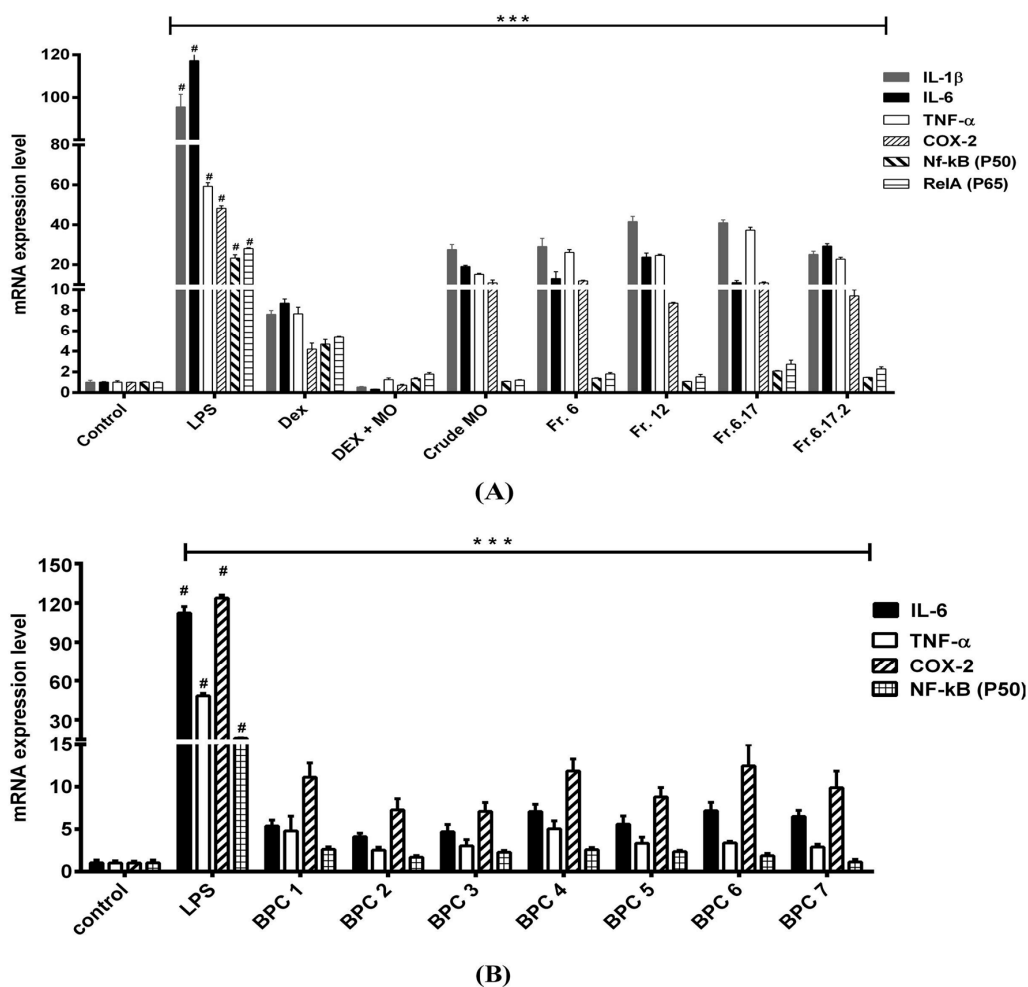 ***
# # # # # #
120
100
80
60
40
20
10
8
6
4
2
0
mRNA expression level
IL-1β
IL-6
TNF-α
COX-2
Nf-kB (P50)
RelA (P65)
Control
LPS
Dex
DEX + MO
Crude MO
Fr. 6
Fr. 12
Fr.6.17
Fr.6.17.2
(A)
***
# # # #
150
120
90
60
30
15
10
5
0
mRNA expression level
IL-6
TNF-α
COX-2
NF-kB (P50)
control
LPS
BPC 1
BPC 2
BPC 3
BPC 4
BPC 5
BPC 6
BPC 7
(B)